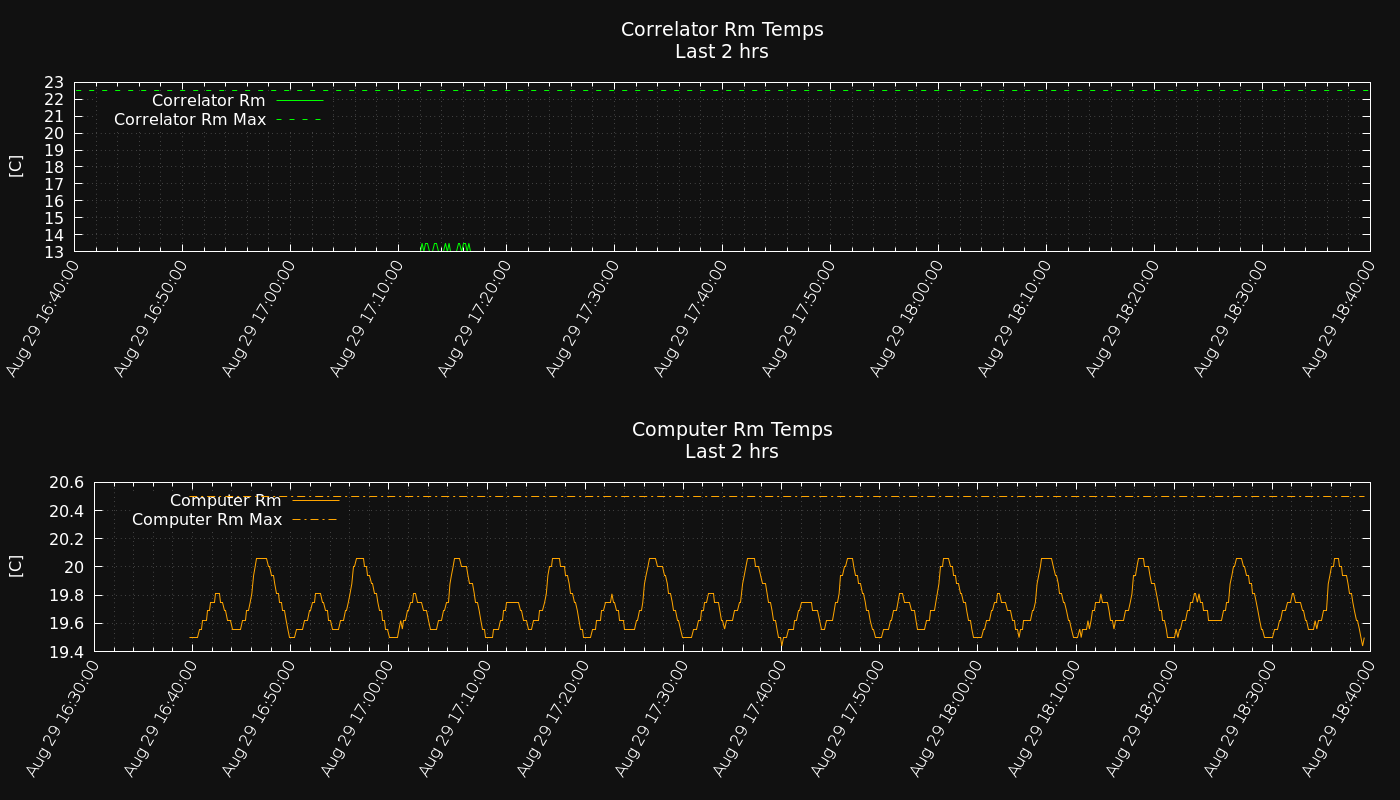 Correlator Rm Temps
Last 2 hrs
[C]
23
22
21
20
19
18
17
16
15
14
13
Correlator Rm
Correlator Rm Max
Aug 29 16:40:00
Aug 29 16:50:00
Aug 29 17:00:00
Aug 29 17:10:00
Aug 29 17:20:00
Aug 29 17:30:00
Aug 29 17:40:00
Aug 29 17:50:00
Aug 29 18:00:00
Aug 29 18:10:00
Aug 29 18:20:00
Aug 29 18:30:00
Aug 29 18:40:00
Computer Rm Temps
Last 2 hrs
[C]
20.6
20.4
20.2
20
19.8
19.6
19.4
Computer Rm
Computer Rm Max
Aug 29 16:30:00
Aug 29 16:40:00
Aug 29 16:50:00
Aug 29 17:00:00
Aug 29 17:10:00
Aug 29 17:20:00
Aug 29 17:30:00
Aug 29 17:40:00
Aug 29 17:50:00
Aug 29 18:00:00
Aug 29 18:10:00
Aug 29 18:20:00
Aug 29 18:30:00
Aug 29 18:40:00